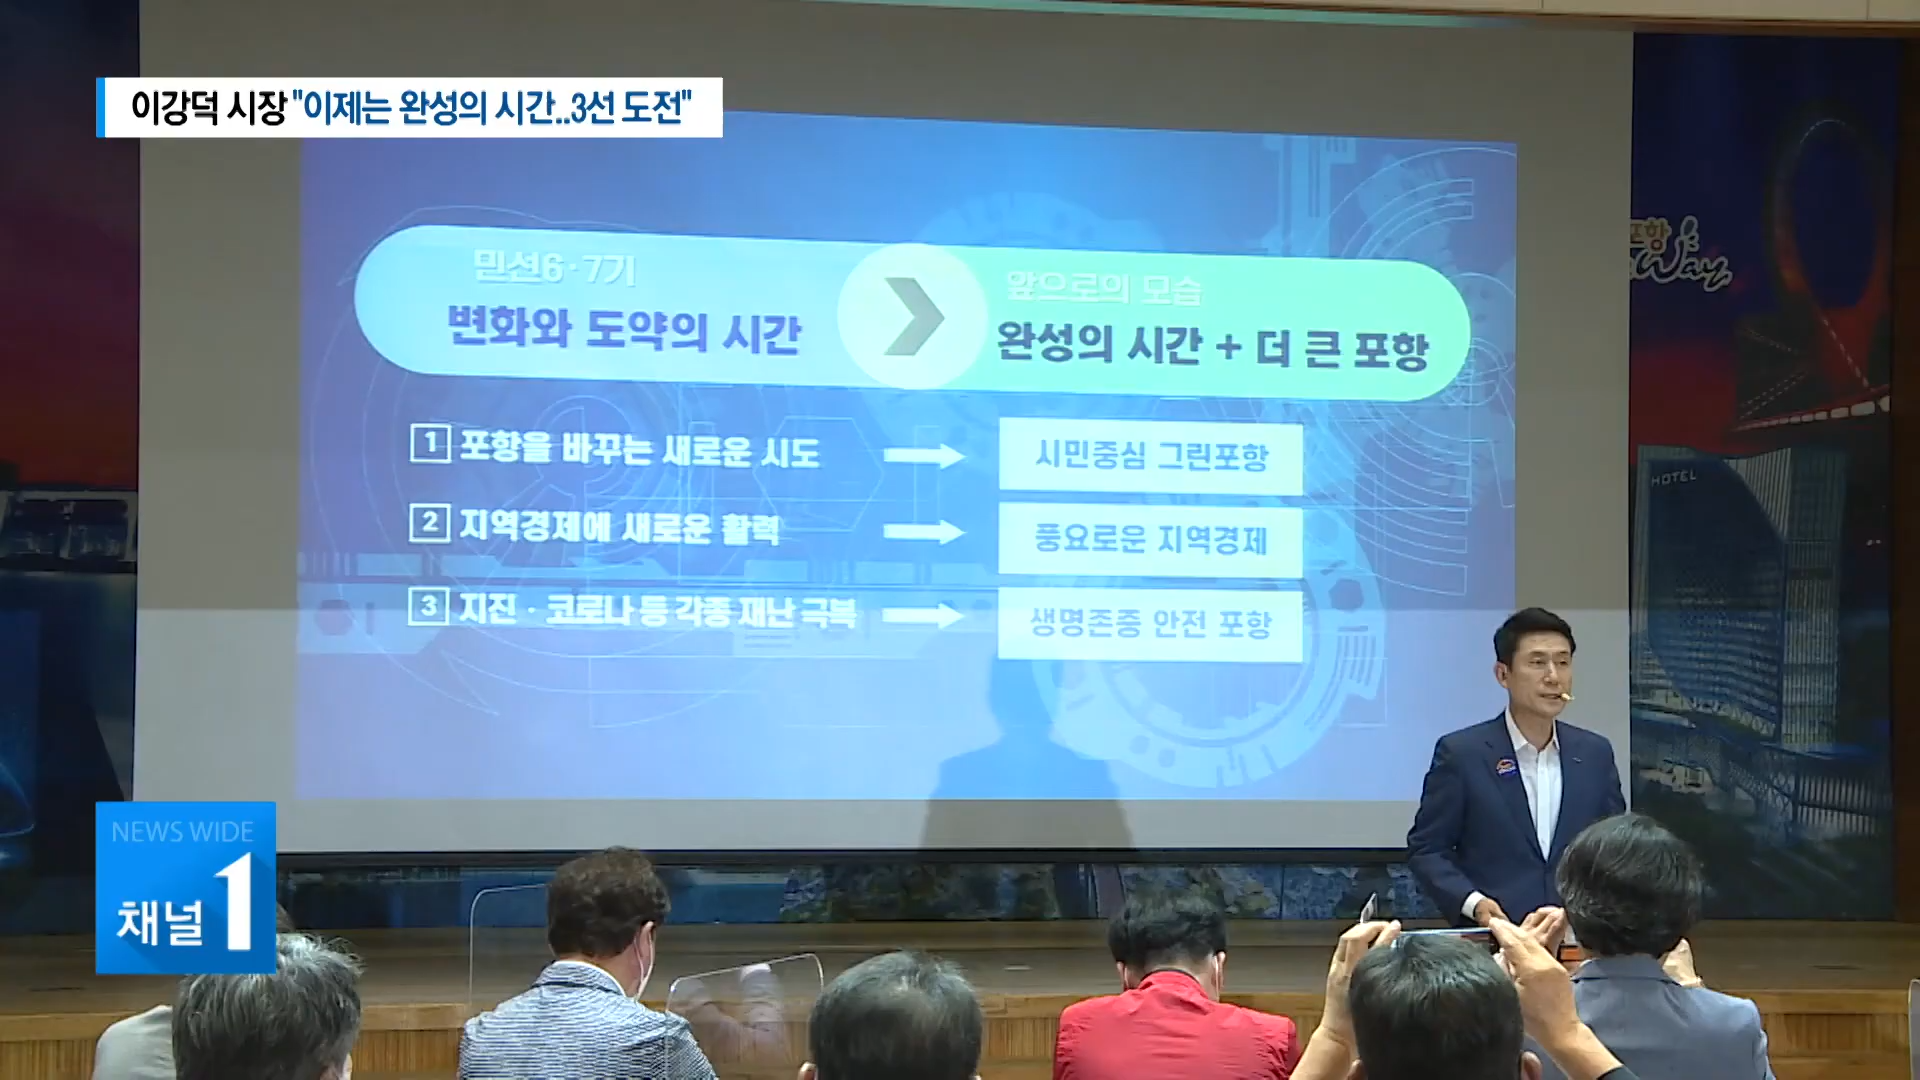 이강덕 시장 "이제는 완성의 시간..3선 도전"
민선6·7기
변화와 도약의 시간
앞으로의 모습
완성의 시간 + 더 큰 포항
1 포항을 바꾸는 새로운 시도
시민중심 그린포항
2 지역경제에 새로운 활력
풍요로운 지역경제
3 지진·코로나 등 각종 재난 극복
생명존중 안전 포항
포항
Way
HOTEL
NEWS WIDE
채널1